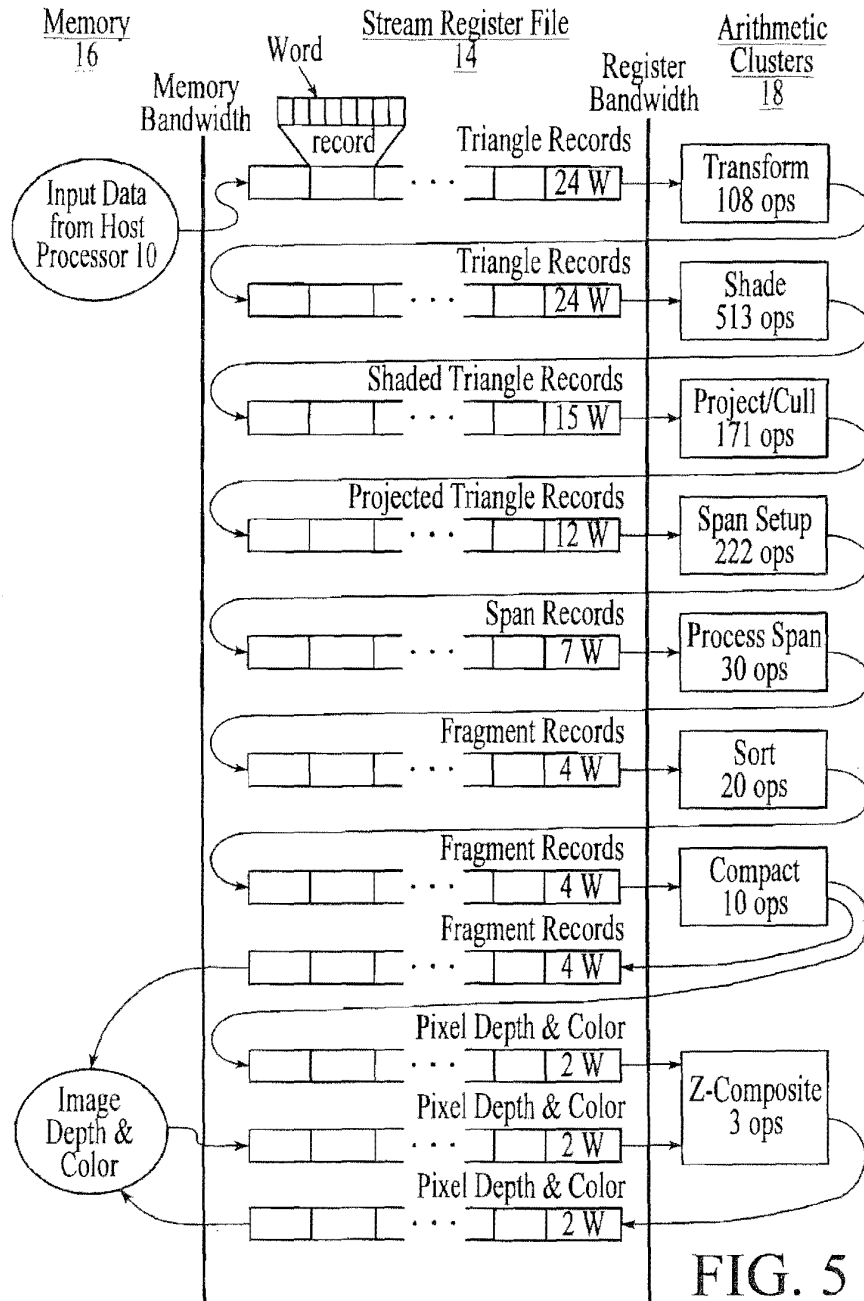 Memory
16
Stream Register File
14
Arithmetic
Clusters
18
Word
Memory
Bandwidth
Register
Bandwidth
record
Triangle Records
Input Data
from Host
Processor 10
· · ·
24 W
Transform
108 ops
Triangle Records
· · ·
24 W
Shade
513 ops
Shaded Triangle Records
· · ·
15 W
Project/Cull
171 ops
Projected Triangle Records
· · ·
12 W
Span Setup
222 ops
Span Records
· · ·
7 W
Process Span
30 ops
Fragment Records
· · ·
4 W
Sort
20 ops
Fragment Records
· · ·
4 W
Compact
10 ops
Fragment Records
· · ·
4 W
Pixel Depth & Color
· · ·
2 W
Z-Composite
3 ops
Image
Depth &
Color
Pixel Depth & Color
· · ·
2 W
Pixel Depth & Color
· · ·
2 W
FIG. 5